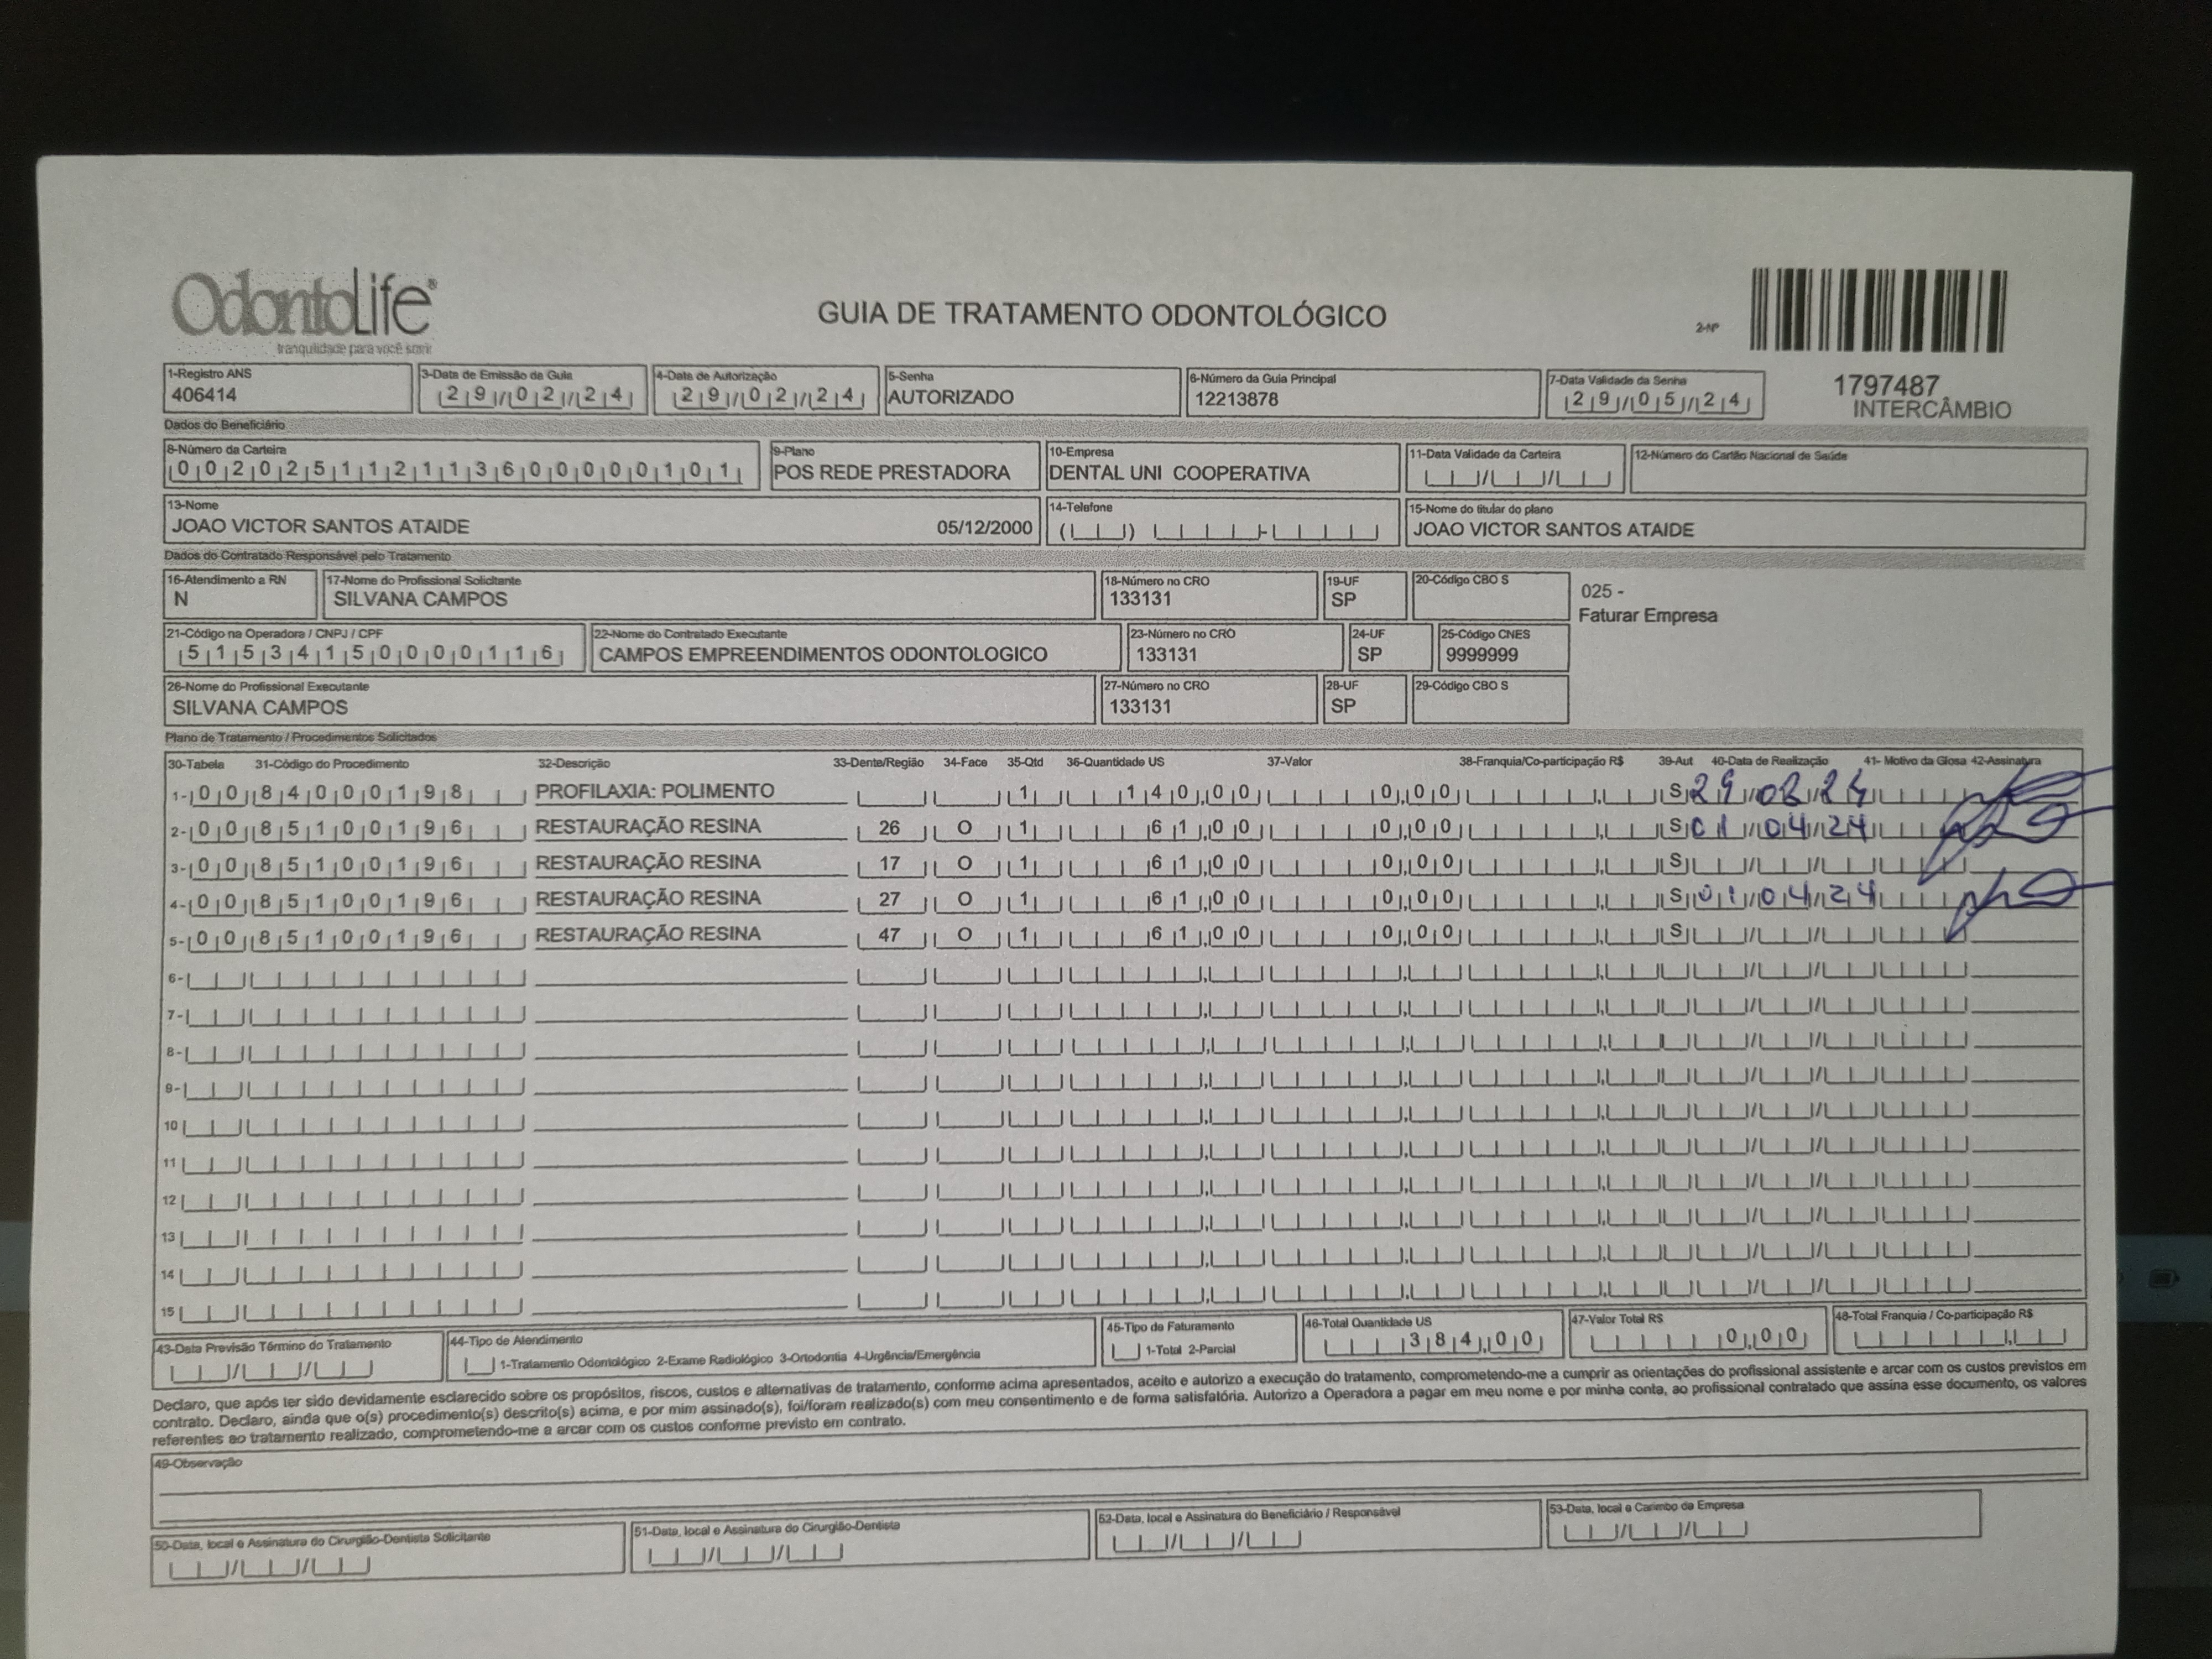 OdontoLife®
tranquilidade para você sorrir
GUIA DE TRATAMENTO ODONTOLÓGICO
2-Nº
1797487
INTERCÂMBIO
1-Registro ANS
406414
3-Data de Emissão da Guia
29/02/24
4-Data de Autorização
29/02/24
5-Senha
AUTORIZADO
6-Número da Guia Principal
12213878
7-Data Validade da Senha
29/05/24
Dados do Beneficiário
8-Número da Carteira
002025112113600000101
9-Plano
POS REDE PRESTADORA
10-Empresa
DENTAL UNI COOPERATIVA
11-Data Validade da Carteira
12-Número do Cartão Nacional de Saúde
13-Nome
JOAO VICTOR SANTOS ATAIDE 05/12/2000
14-Telefone
15-Nome do titular do plano
JOAO VICTOR SANTOS ATAIDE
Dados do Contratado Responsável pelo Tratamento
16-Atendimento a RN
N
17-Nome do Profissional Solicitante
SILVANA CAMPOS
18-Número no CRO
133131
19-UF
SP
20-Código CBO S
025 -
Faturar Empresa
21-Código na Operadora / CNPJ / CPF
51534150000116
22-Nome do Contratado Executante
CAMPOS EMPREENDIMENTOS ODONTOLOGICO
23-Número no CRO
133131
24-UF
SP
25-Código CNES
9999999
26-Nome do Profissional Executante
SILVANA CAMPOS
27-Número no CRO
133131
28-UF
SP
29-Código CBO S
Plano de Tratamento / Procedimentos Solicitados
30-Tabela 31-Código do Procedimento 32-Descrição 33-Dente/Região 34-Face 35-Qtd 36-Quantidade US 37-Valor 38-Franquia/Co-participação R$ 39-Aut 40-Data de Realização 41- Motivo da Glosa 42-Assinatura
1- 00 84000198 PROFILAXIA: POLIMENTO 1 140,00 0,00 S 29/02/24
2- 00 85100196 RESTAURAÇÃO RESINA 26 O 1 61,00 0,00 S 01/04/24
3- 00 85100196 RESTAURAÇÃO RESINA 17 O 1 61,00 0,00 S
4- 00 85100196 RESTAURAÇÃO RESINA 27 O 1 61,00 0,00 S 01/04/24
5- 00 85100196 RESTAURAÇÃO RESINA 47 O 1 61,00 0,00 S
6-
7-
8-
9-
10
11
12
13
14
15
43-Data Previsão Término do Tratamento
44-Tipo de Atendimento
1-Tratamento Odontológico 2-Exame Radiológico 3-Ortodontia 4-Urgência/Emergência
45-Tipo de Faturamento
1-Total 2-Parcial
46-Total Quantidade US
384,00
47-Valor Total R$
0,00
48-Total Franquia / Co-participação R$
Declaro, que após ter sido devidamente esclarecido sobre os propósitos, riscos, custos e alternativas de tratamento, conforme acima apresentados, aceito e autorizo a execução do tratamento, comprometendo-me a cumprir as orientações do profissional assistente e arcar com os custos previstos em
contrato. Declaro, ainda que o(s) procedimento(s) descrito(s) acima, e por mim assinado(s), foi/foram realizado(s) com meu consentimento e de forma satisfatória. Autorizo a Operadora a pagar em meu nome e por minha conta, ao profissional contratado que assina esse documento, os valores
referentes ao tratamento realizado, comprometendo-me a arcar com os custos conforme previsto em contrato.
49-Observação
50-Data, local e Assinatura do Cirurgião-Dentista Solicitante
51-Data, local e Assinatura do Cirurgião-Dentista
52-Data, local e Assinatura do Beneficiário / Responsável
53-Data, local e Carimbo da Empresa